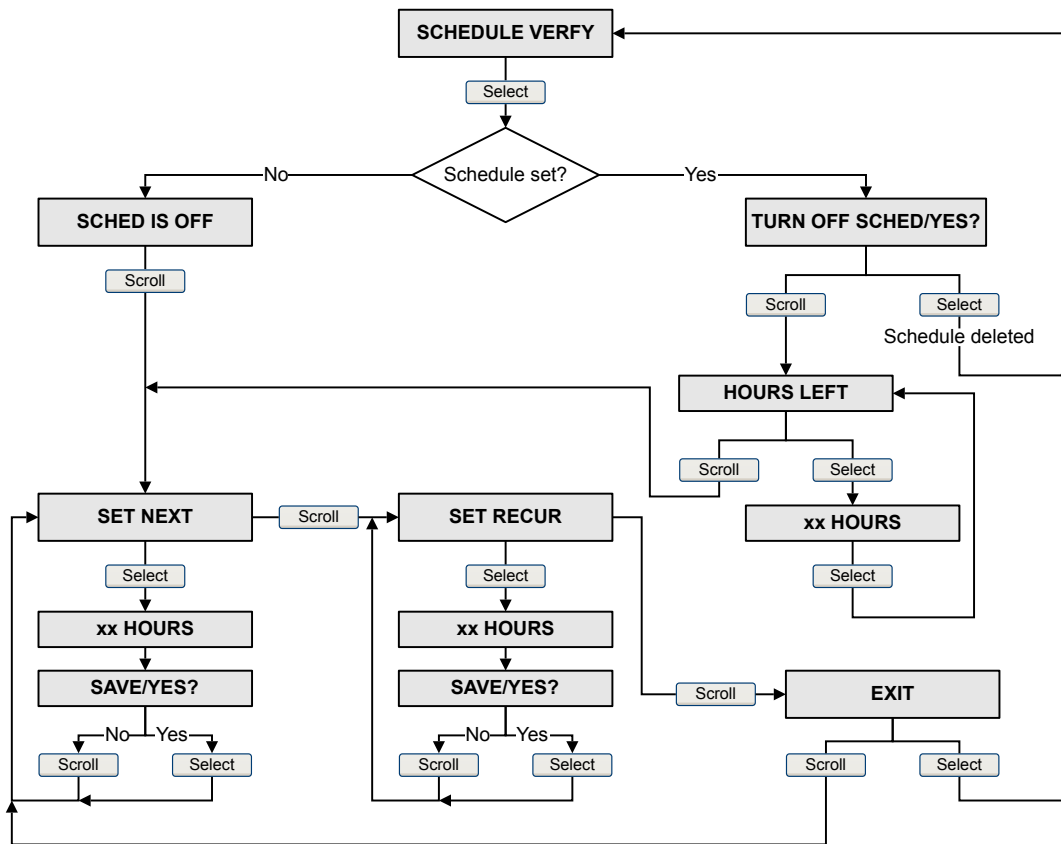 SCHEDULE VERFY
Select
Schedule set?
No
Yes
SCHED IS OFF
TURN OFF SCHED/YES?
Scroll
Scroll
Select
Schedule deleted
HOURS LEFT
Scroll
Select
SET NEXT
Scroll
SET RECUR
xx HOURS
Select
Select
Select
xx HOURS
xx HOURS
SAVE/YES?
SAVE/YES?
Scroll
EXIT
No
Yes
No
Yes
Scroll
Select
Scroll
Select
Scroll
Select